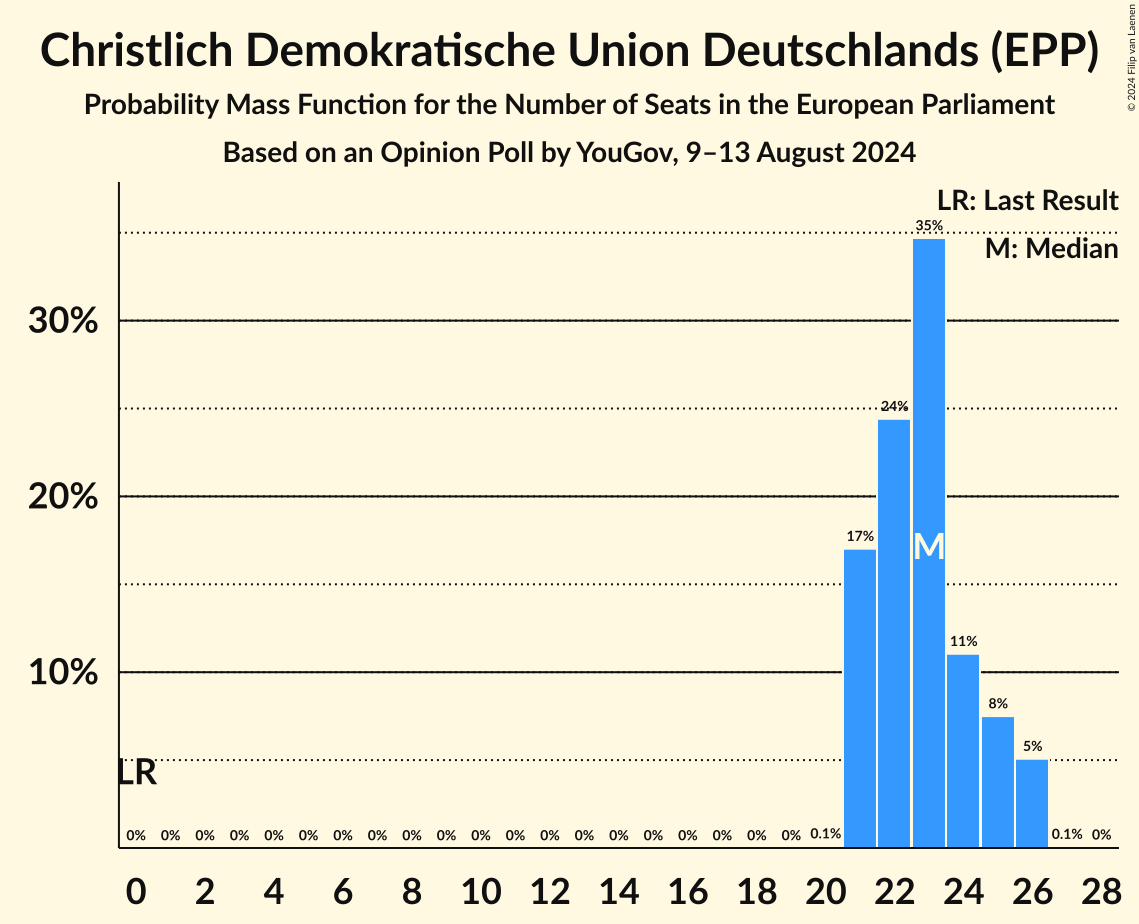 Christlich Demokratische Union Deutschlands (EPP)
Probability Mass Function for the Number of Seats in the European Parliament
Based on an Opinion Poll by YouGov, 9–13 August 2024
© 2024 Filip van Laenen
LR: Last Result
M: Median
35%
30%
24%
20%
17%
M
11%
10%
8%
5%
LR
0% 0% 0% 0% 0% 0% 0% 0% 0% 0% 0% 0% 0% 0% 0% 0% 0% 0% 0% 0% 0.1% 0.1% 0%
0 2 4 6 8 10 12 14 16 18 20 22 24 26 28